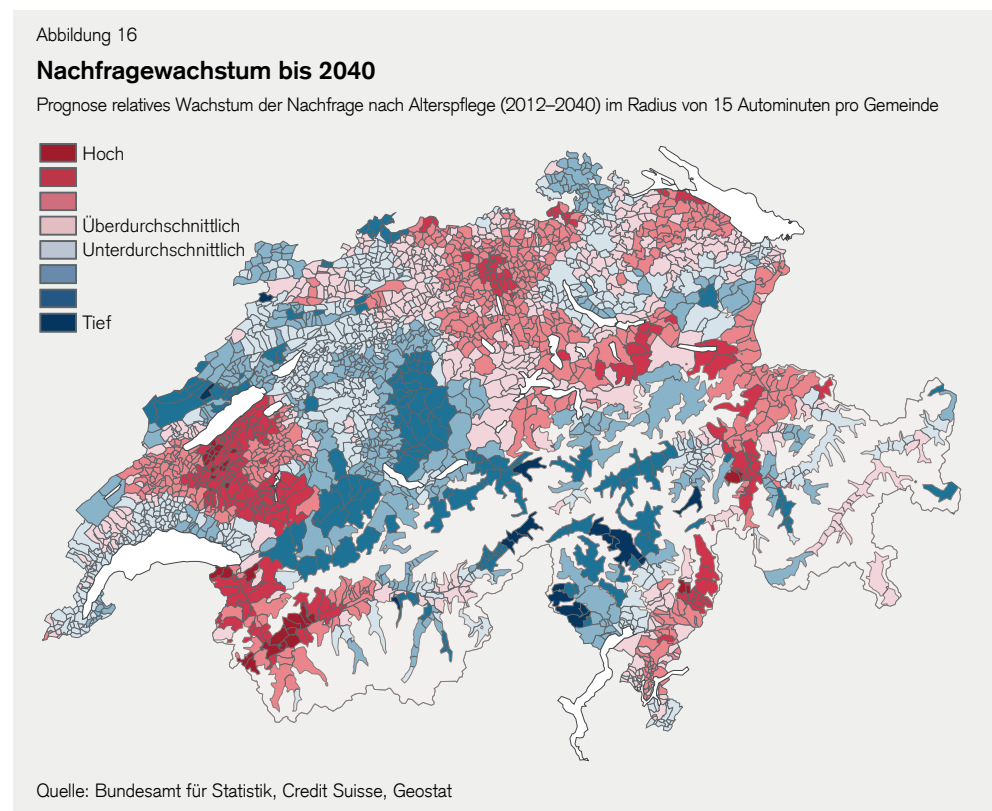 Abbildung 16
Nachfragewachstum bis 2040
Prognose relatives Wachstum der Nachfrage nach Alterspflege (2012–2040) im Radius von 15 Autominuten pro Gemeinde
Hoch
Überdurchschnittlich
Unterdurchschnittlich
Tief
Quelle: Bundesamt für Statistik, Credit Suisse, Geostat